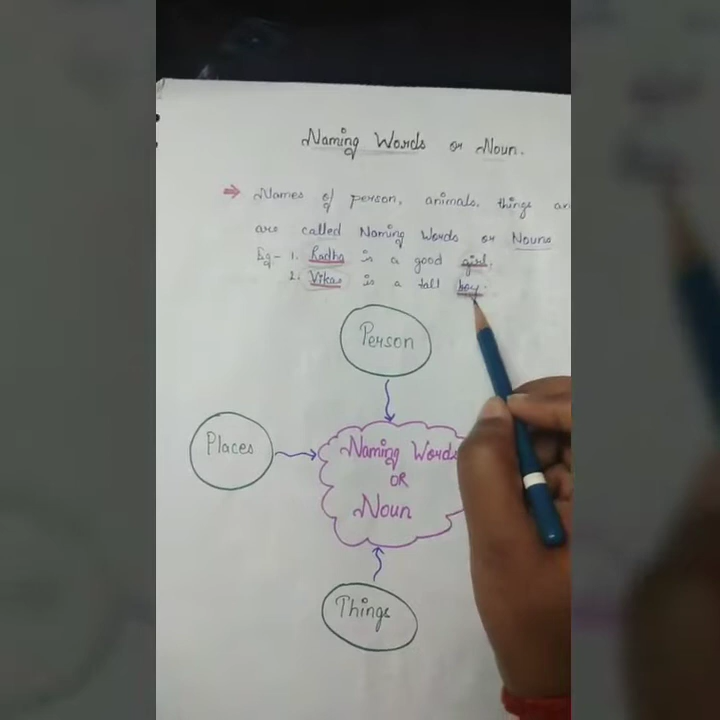 Naming Words or Noun.
⇒ Names of person, animals, things an
are called Naming Words or Nouns
Eg- 1. Radha is a good girl.
2. Vikas is a tall boy.
Person
Places
Naming Words
OR
Noun
Things